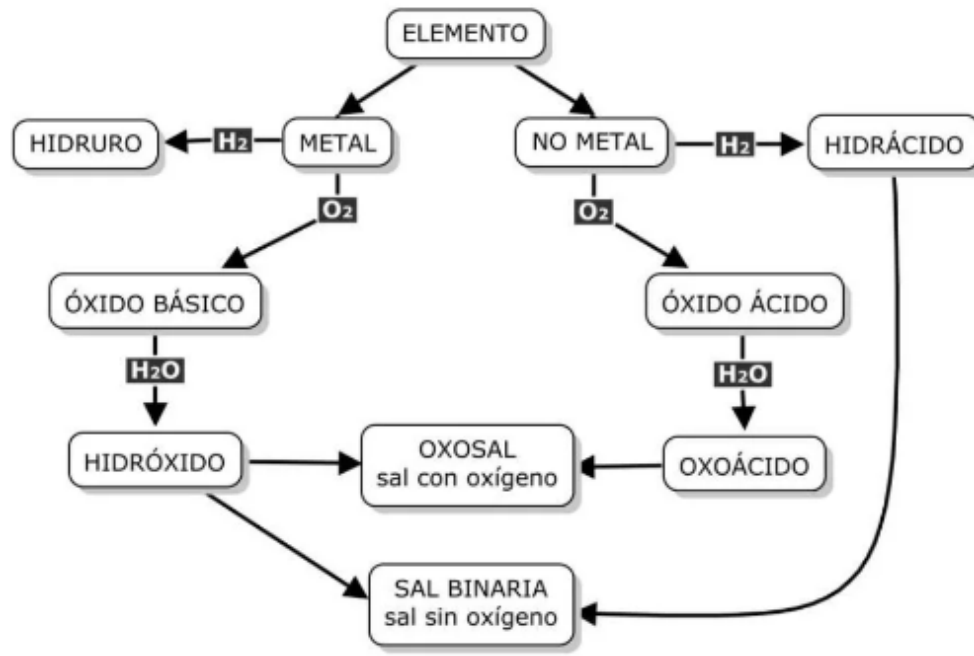 ELEMENTO
HIDRURO
H₂
METAL
NO METAL
H₂
HIDRÁCIDO
O₂
O₂
ÓXIDO BÁSICO
ÓXIDO ÁCIDO
H₂O
H₂O
HIDRÓXIDO
OXOSAL
sal con oxígeno
OXOÁCIDO
SAL BINARIA
sal sin oxígeno